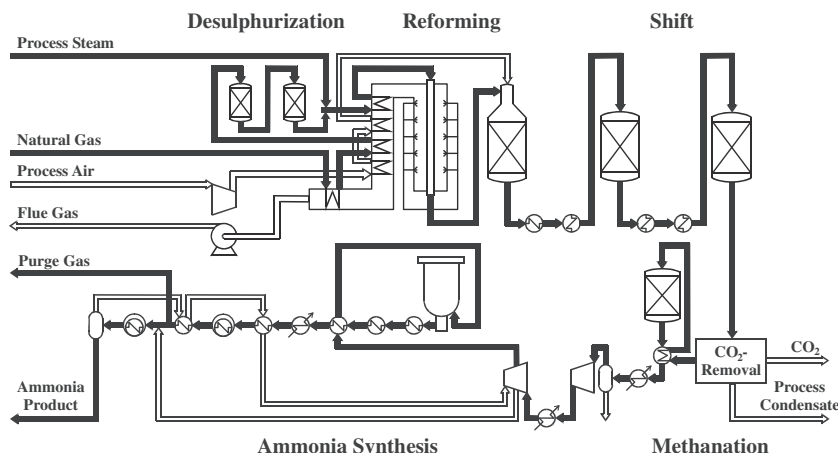 Desulphurization
Reforming
Shift
Process Steam
Natural Gas
Process Air
Flue Gas
Purge Gas
CO₂-
Removal
CO₂
Ammonia
Product
Process
Condensate
Ammonia Synthesis
Methanation